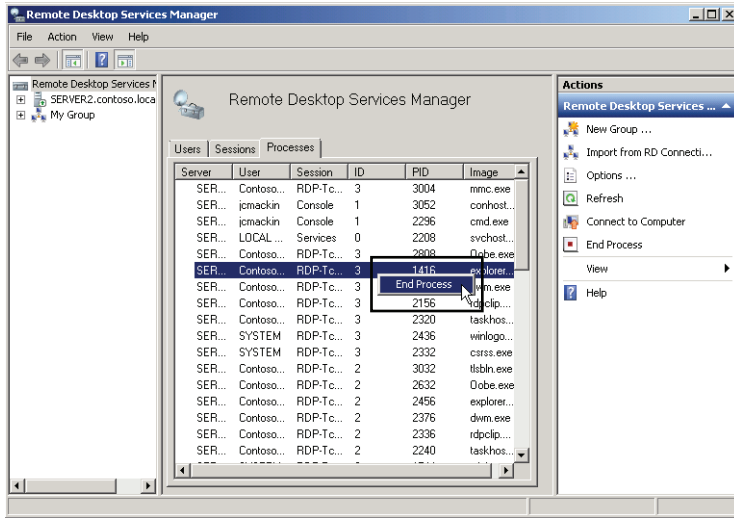 Remote Desktop Services Manager
File Action View Help
Remote Desktop Services M
SERVER2.contoso.loca
My Group
Remote Desktop Services Manager
Users Sessions Processes
Server User Session ID PID Image
SER... Contoso... RDP-Tc... 3 3004 mmc.exe
SER... jcmackin Console 1 3052 conhost...
SER... jcmackin Console 1 2296 cmd.exe
SER... LOCAL ... Services 0 2208 svchost...
SER... Contoso... RDP-Tc... 3 2808 Oobe.exe
SER... Contoso... RDP-Tc... 3 1416 explorer...
SER... Contoso... RDP-Tc... 3 End Process dwm.exe
SER... Contoso... RDP-Tc... 3 2156 rdpclip....
SER... Contoso... RDP-Tc... 3 2320 taskhos...
SER... SYSTEM RDP-Tc... 3 2436 winlogo...
SER... SYSTEM RDP-Tc... 3 2332 csrss.exe
SER... Contoso... RDP-Tc... 2 3032 tlsbln.exe
SER... Contoso... RDP-Tc... 2 2632 Oobe.exe
SER... Contoso... RDP-Tc... 2 2456 explorer...
SER... Contoso... RDP-Tc... 2 2376 dwm.exe
SER... Contoso... RDP-Tc... 2 2336 rdpclip....
SER... Contoso... RDP-Tc... 2 2240 taskhos...
Actions
Remote Desktop Services ...
New Group ...
Import from RD Connecti...
Options ...
Refresh
Connect to Computer
End Process
View
Help